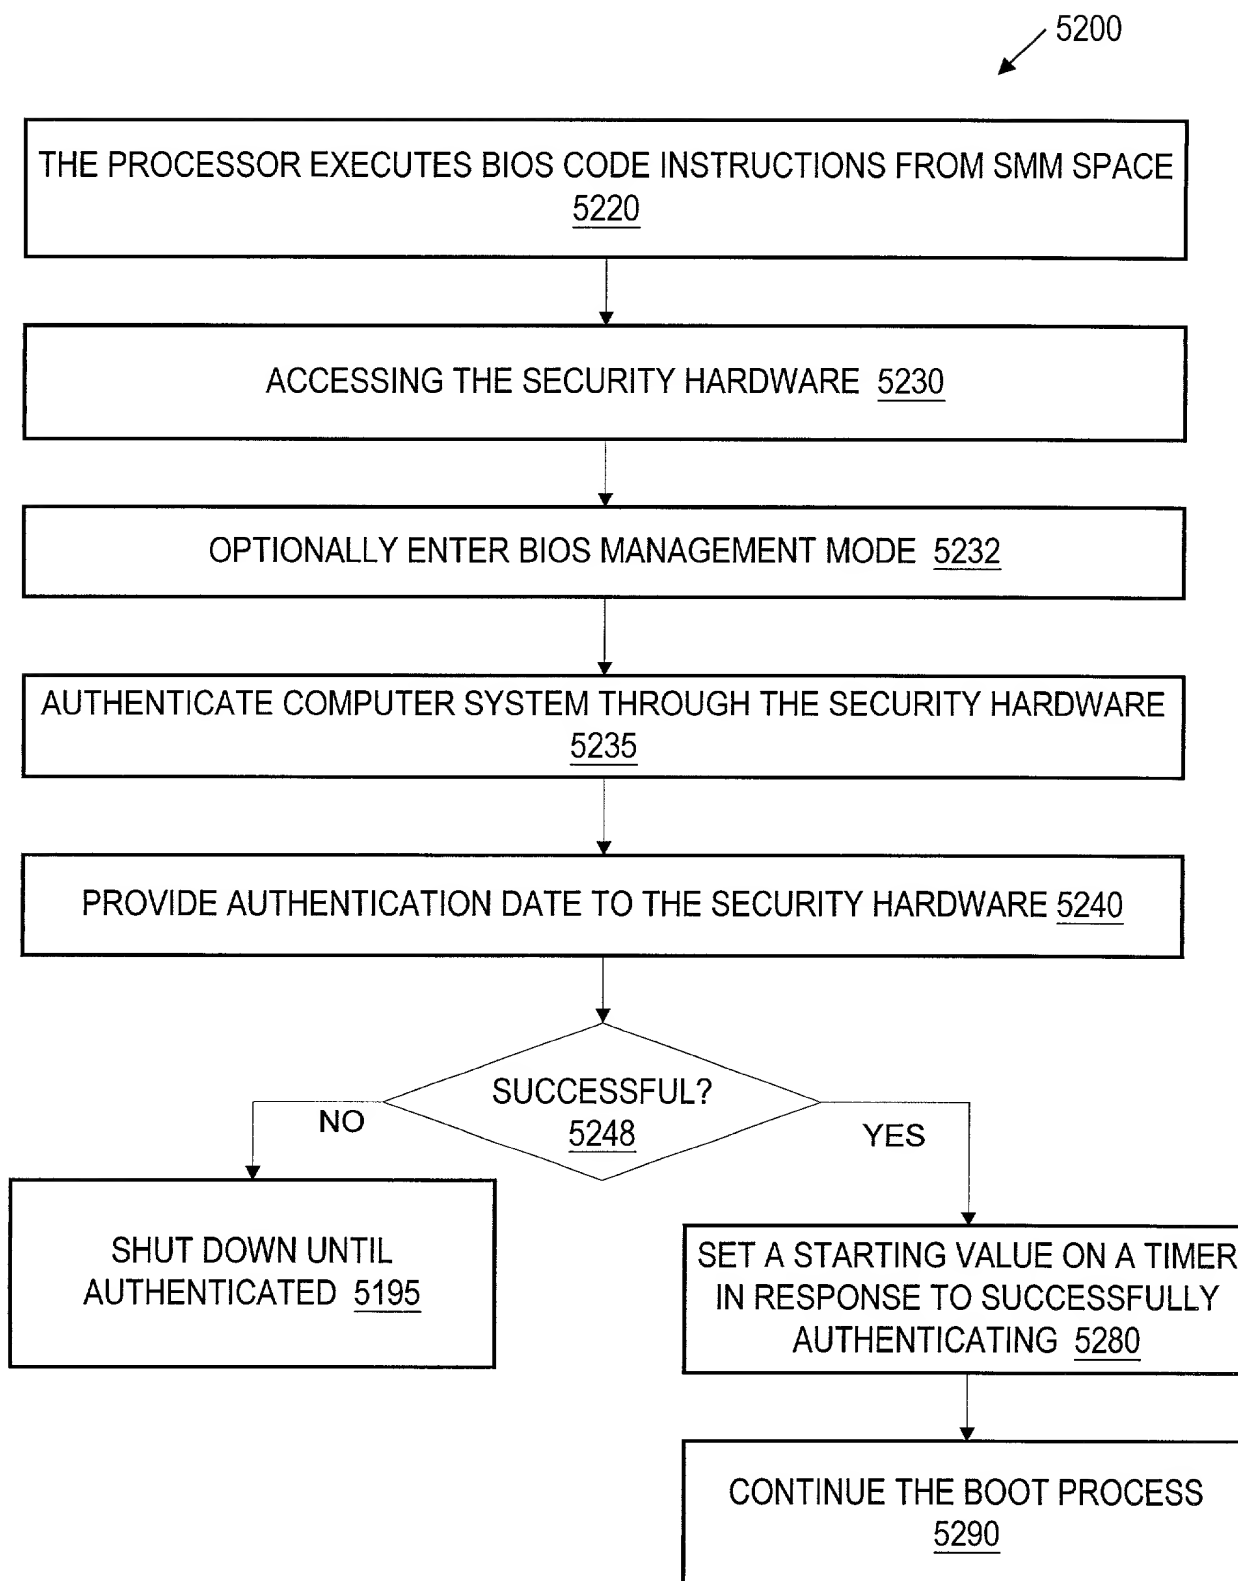 5200
THE PROCESSOR EXECUTES BIOS CODE INSTRUCTIONS FROM SMM SPACE
5220
ACCESSING THE SECURITY HARDWARE 5230
OPTIONALLY ENTER BIOS MANAGEMENT MODE 5232
AUTHENTICATE COMPUTER SYSTEM THROUGH THE SECURITY HARDWARE
5235
PROVIDE AUTHENTICATION DATE TO THE SECURITY HARDWARE 5240
SUCCESSFUL?
5248
NO
YES
SHUT DOWN UNTIL
AUTHENTICATED 5195
SET A STARTING VALUE ON A TIMER
IN RESPONSE TO SUCCESSFULLY
AUTHENTICATING 5280
CONTINUE THE BOOT PROCESS
5290